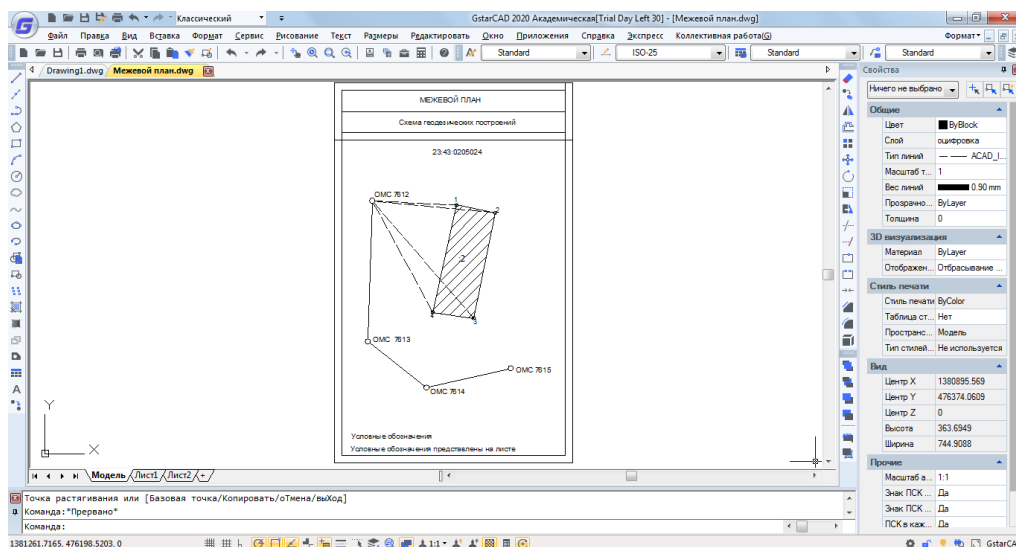 Классический
GstarCAD 2020 Академическая[Trial Day Left 30] - [Межевой план.dwg]
Файл Правка Вид Вставка Формат Сервис Рисование Текст Размеры Редактировать Окно Приложения Справка Экспресс Коллективная работа(G) Формат
Standard ISO-25 Standard Standard
Drawing1.dwg Межевой план.dwg
МЕЖЕВОЙ ПЛАН
Схема геодезических построений
23:43:0205024
ОМС 7612
1
2
:2
4
3
ОМС 7613
ОМС 7615
ОМС 7614
Условные обозначения
Условные обозначения представлены на листе
Y
X
Модель Лист1 Лист2 +
Свойства
Ничего не выбрано
Общие
Цвет ByBlock
Слой оцифровка
Тип линий ACAD_I...
Масштаб т... 1
Вес линий 0.90 mm
Прозрачно... ByLayer
Толщина 0
3D визуализация
Материал ByLayer
Отображен... Отбрасывание ...
Стиль печати
Стиль печати ByColor
Таблица ст... Нет
Пространс... Модель
Тип стилей... Не используется
Вид
Центр X 1380895.569
Центр Y 476374.0609
Центр Z 0
Высота 363.6949
Ширина 744.9088
Прочие
Масштаб а... 1:1
Знак ПСК ... Да
Знак ПСК ... Да
ПСК в каж... Да
Точка растягивания или [Базовая точка/Копировать/оТмена/выХод]
Команда:*Прервано*
Команда:
1381261.7165, 476198.5203, 0
1:1
GstarCA